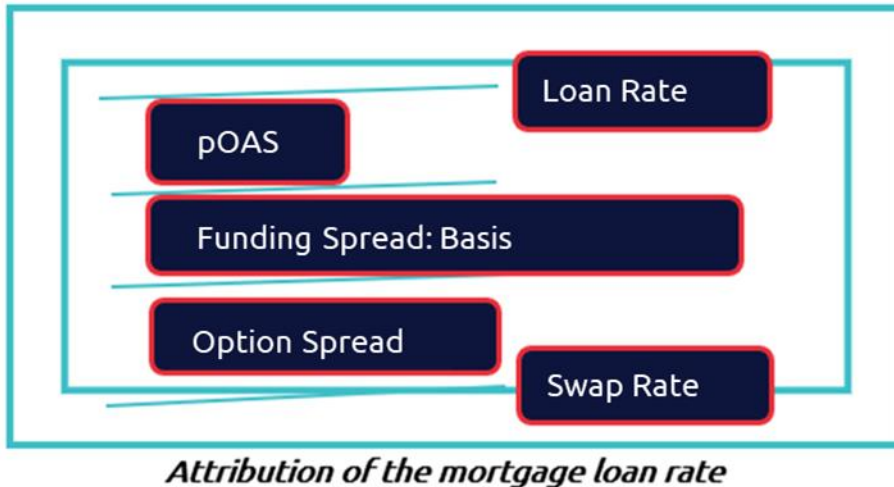 Loan Rate
pOAS
Funding Spread: Basis
Option Spread
Swap Rate
Attribution of the mortgage loan rate